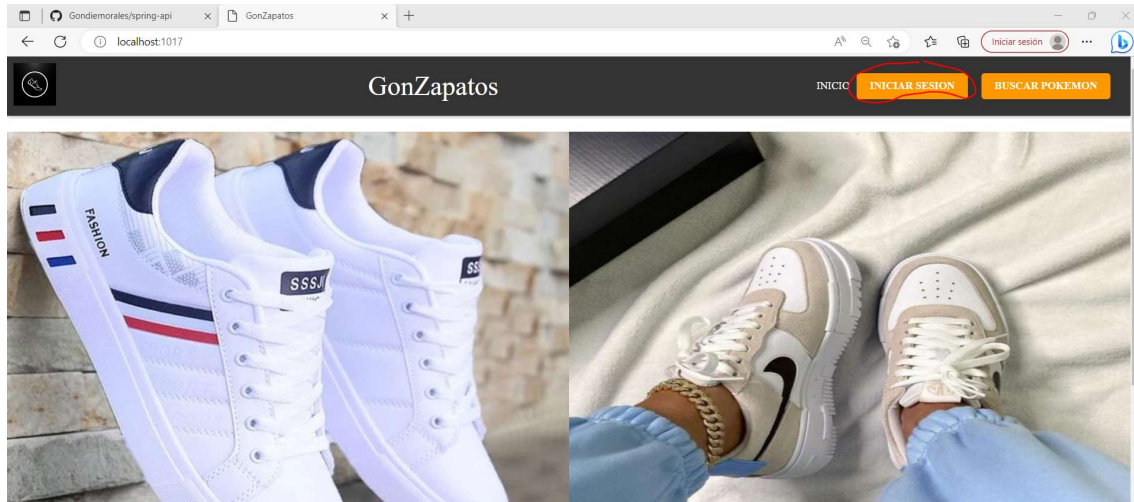 Gondiemorales/spring-api
GonZapatos
localhost:1017
Iniciar sesión
GonZapatos
INICIO
INICIAR SESION
BUSCAR POKEMON
FASHION
SSSJ
SS